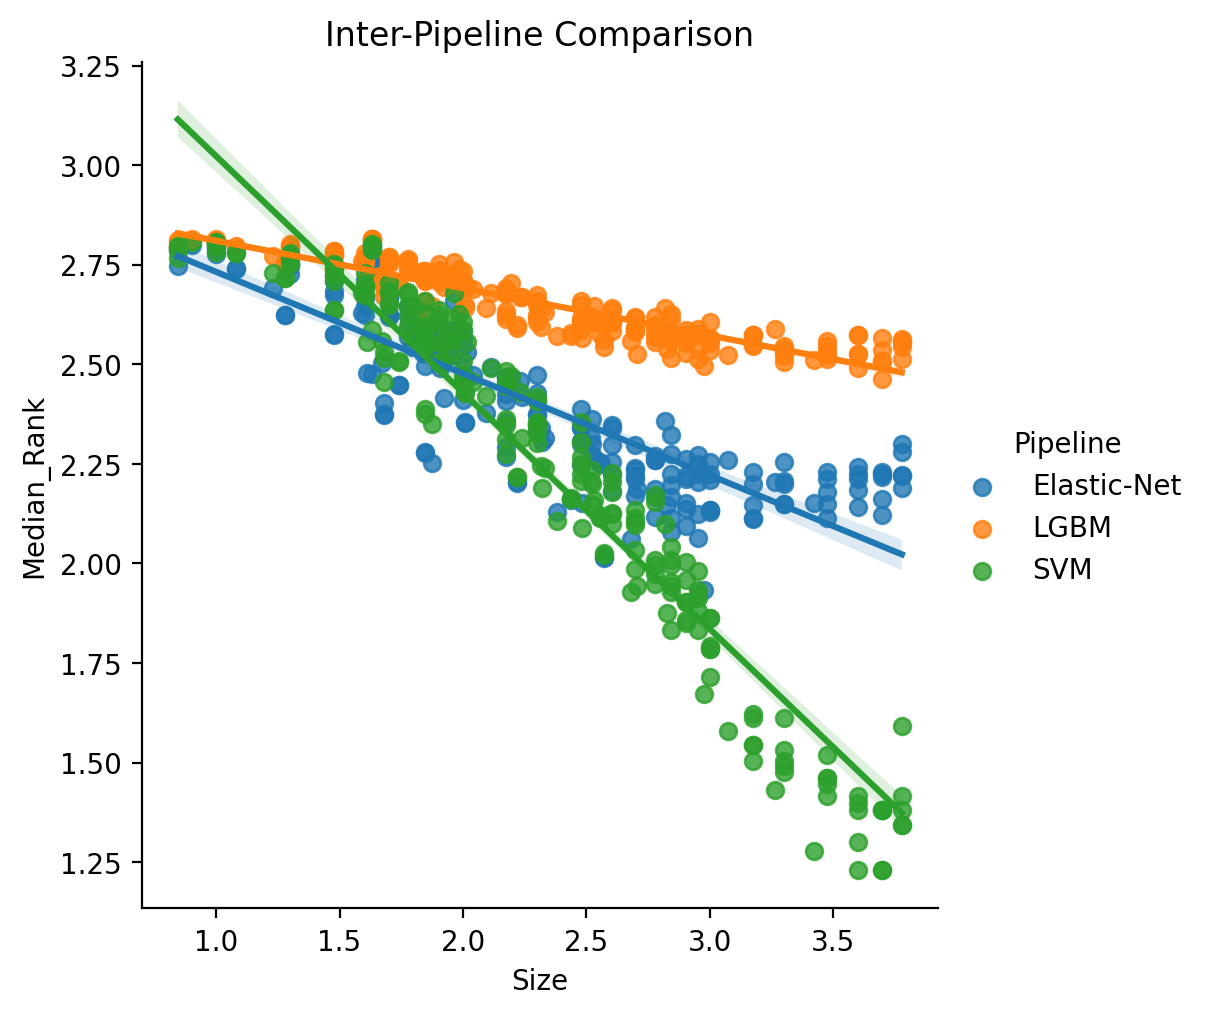 Inter-Pipeline Comparison
3.25
3.00
2.75
2.50
2.25
2.00
1.75
1.50
1.25
Median_Rank
1.0 1.5 2.0 2.5 3.0 3.5
Size
Pipeline
Elastic-Net
LGBM
SVM